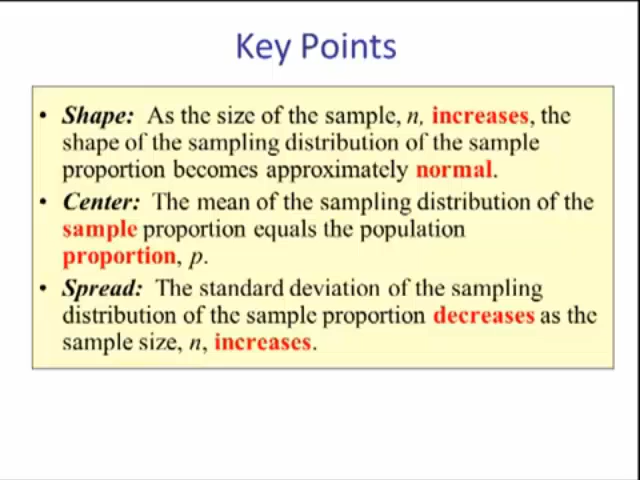 Key Points
• Shape: As the size of the sample, n, increases, the
shape of the sampling distribution of the sample
proportion becomes approximately normal.
• Center: The mean of the sampling distribution of the
sample proportion equals the population
proportion, p.
• Spread: The standard deviation of the sampling
distribution of the sample proportion decreases as the
sample size, n, increases.